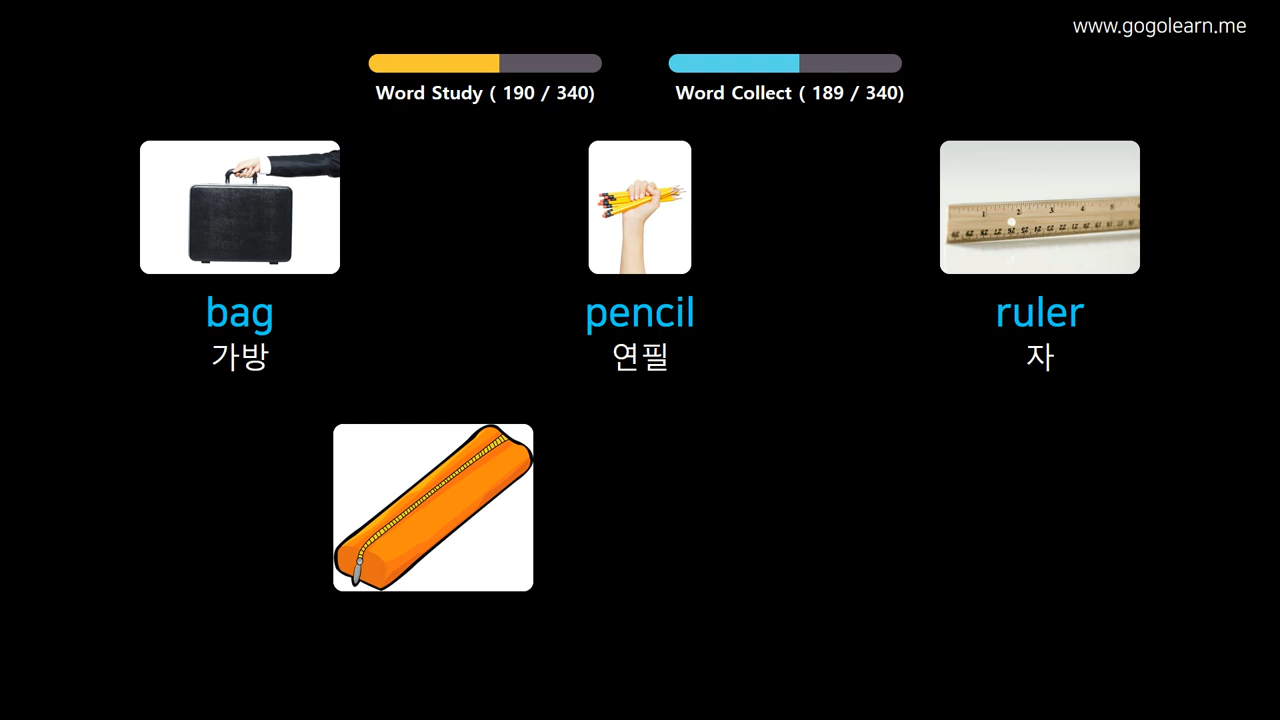 www.gogolearn.me
Word Study ( 190 / 340)
Word Collect ( 189 / 340)
bag
가방
pencil
연필
ruler
자